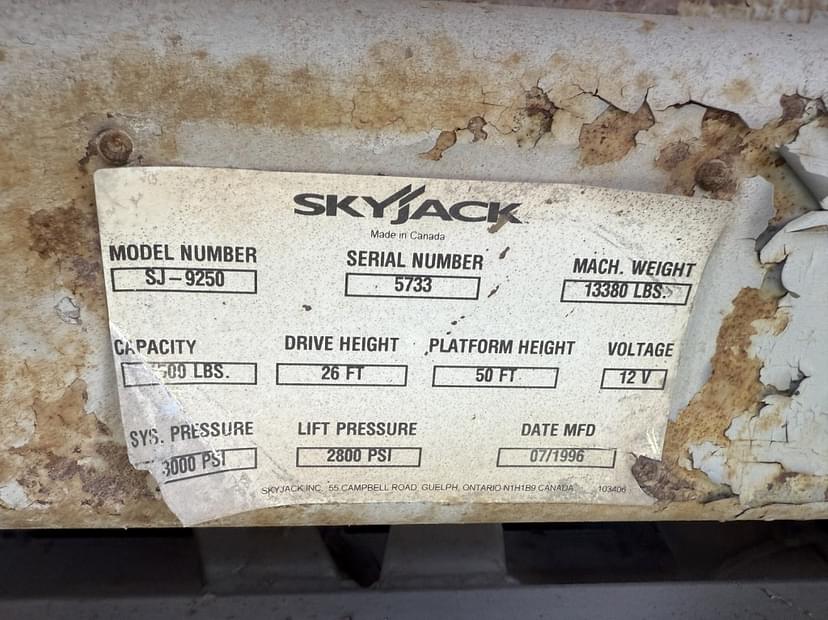 SKYJACK
Made in Canada
MODEL NUMBER SERIAL NUMBER MACH. WEIGHT
SJ-9250 5733 13380 LBS.
CAPACITY DRIVE HEIGHT PLATFORM HEIGHT VOLTAGE
LBS. 26 FT 50 FT 12 V
SYS. PRESSURE LIFT PRESSURE DATE MFD
3000 PSI 2800 PSI 07/1996
SKYJACK INC. 55 CAMPBELL ROAD GUELPH, ONTARIO N1H1B9 CANADA 103406